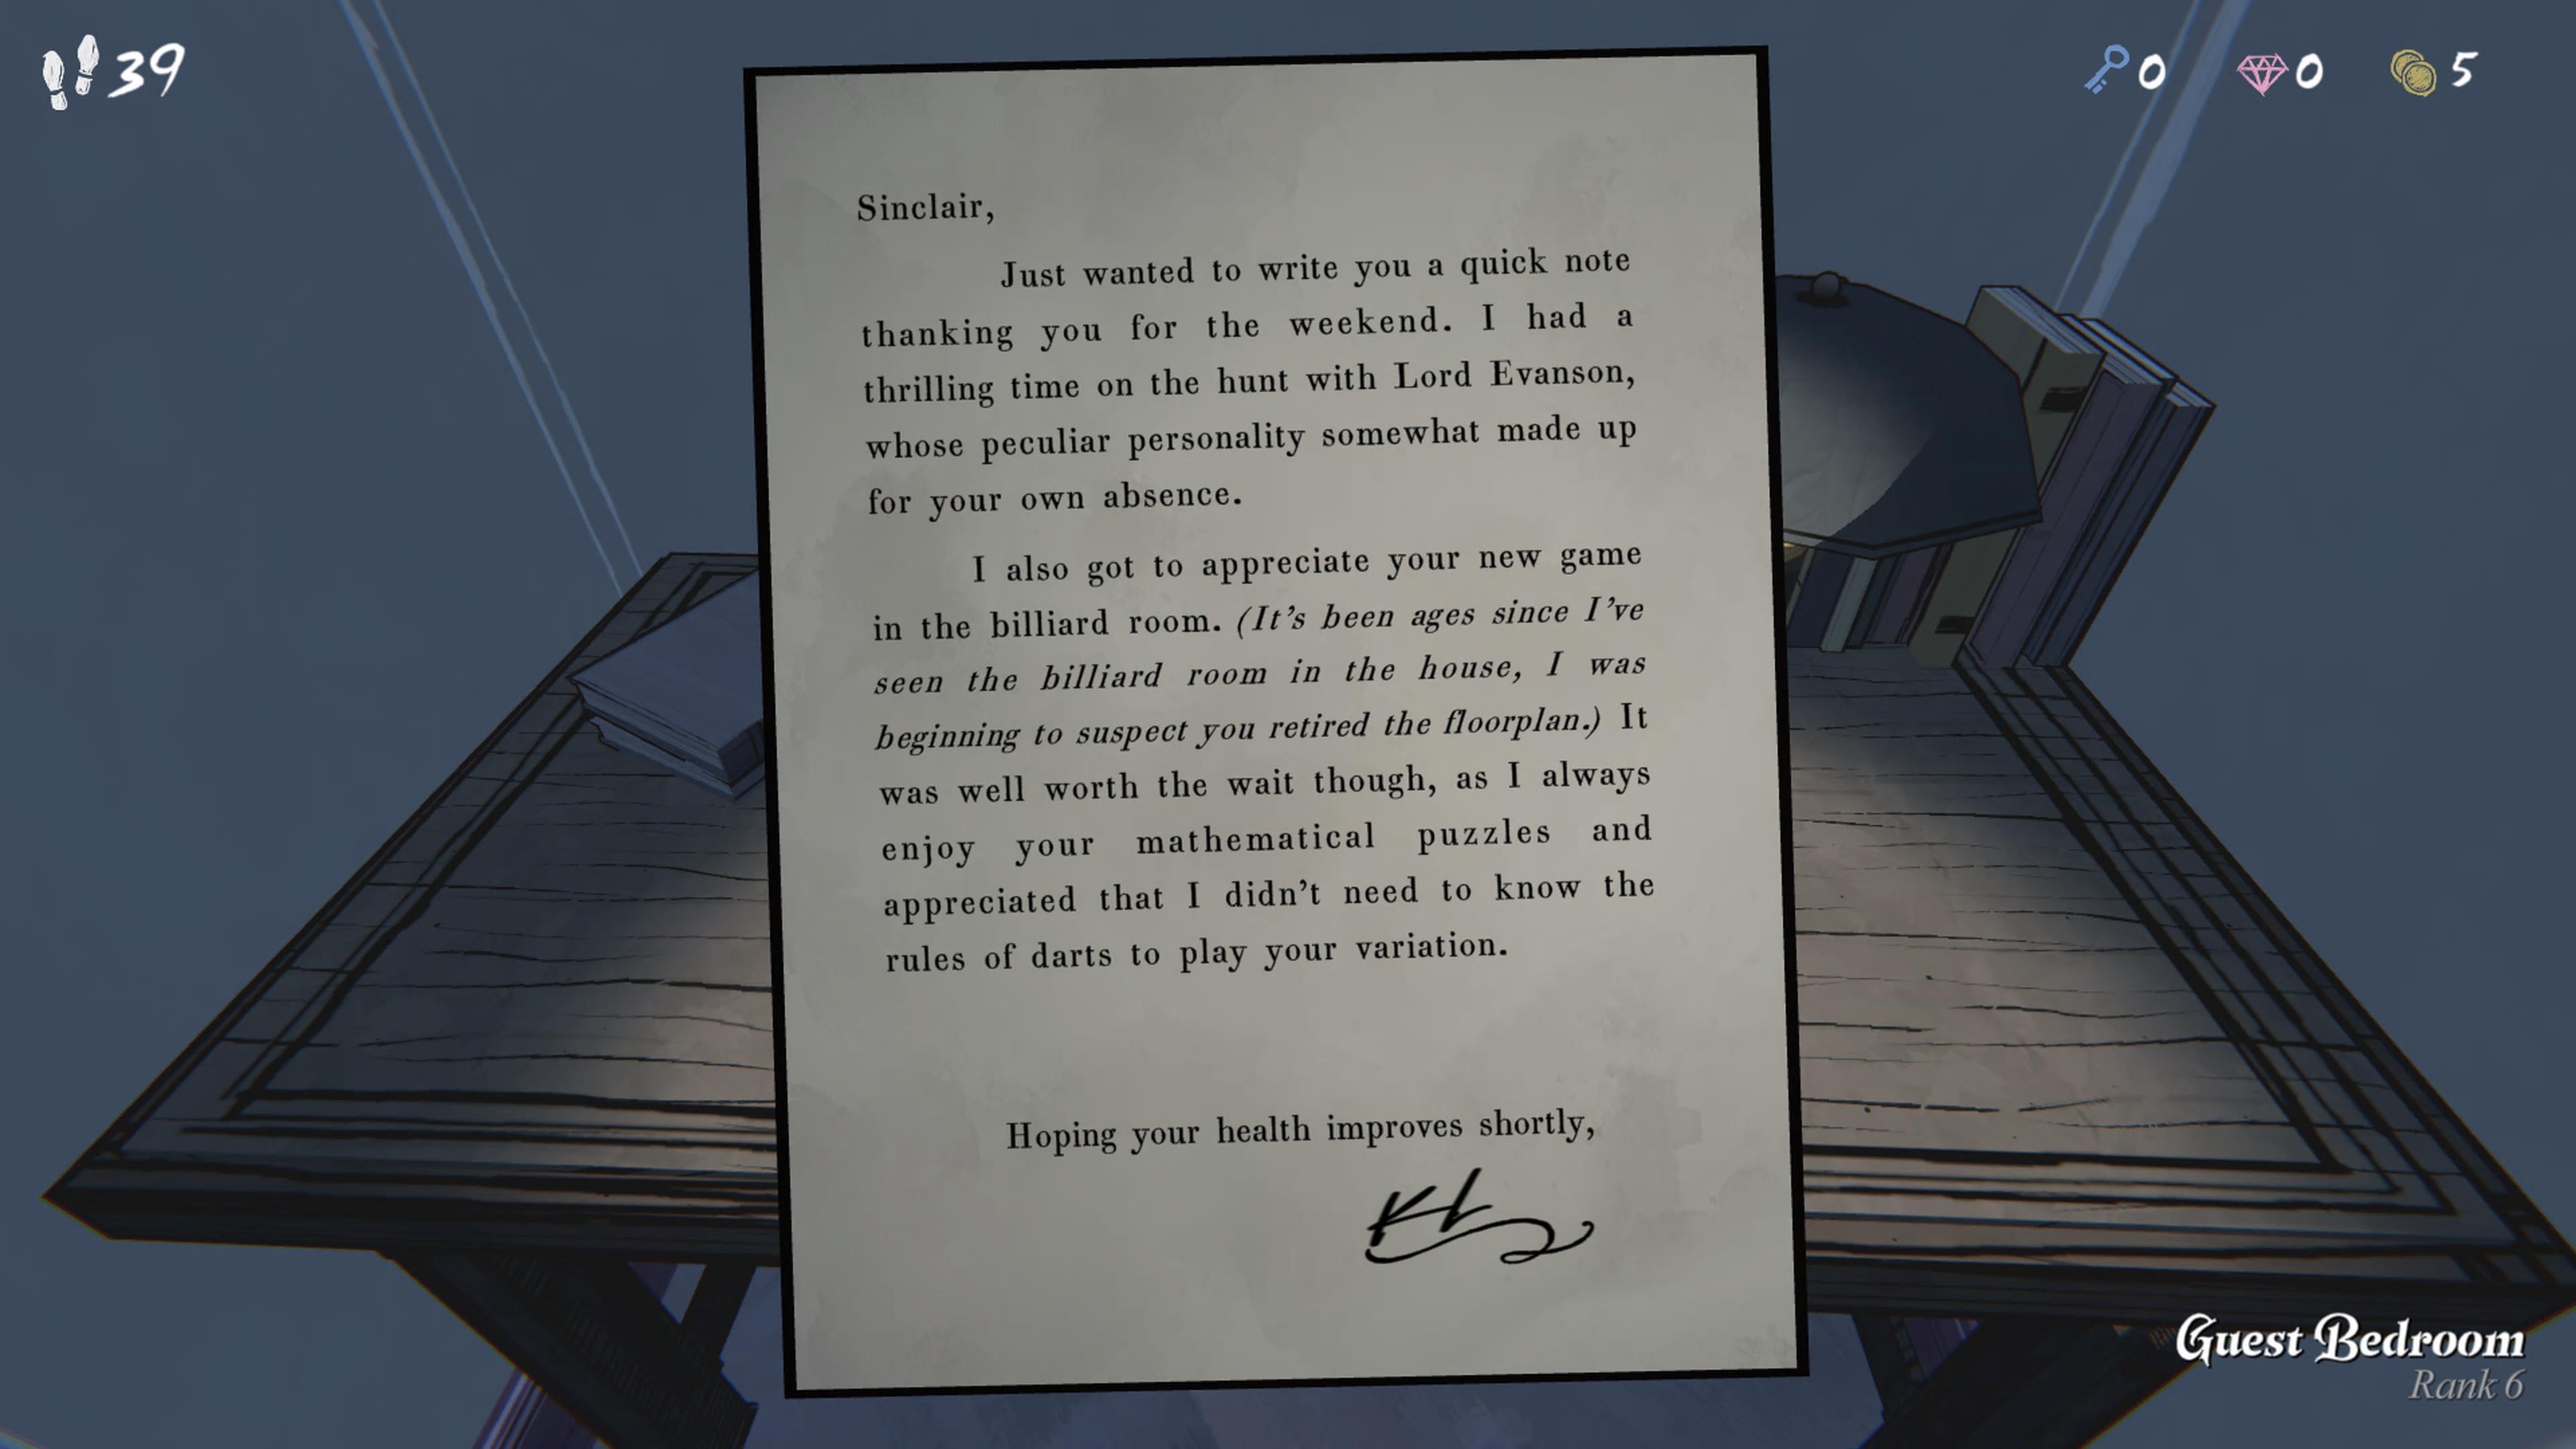 39
0
0
5
Sinclair,
Just wanted to write you a quick note
thanking you for the weekend. I had a
thrilling time on the hunt with Lord Evanson,
whose peculiar personality somewhat made up
for your own absence.
I also got to appreciate your new game
in the billiard room. (It's been ages since I've
seen the billiard room in the house, I was
beginning to suspect you retired the floorplan.) It
was well worth the wait though, as I always
enjoy your mathematical puzzles and
appreciated that I didn't need to know the
rules of darts to play your variation.
Hoping your health improves shortly,
Guest Bedroom
Rank 6